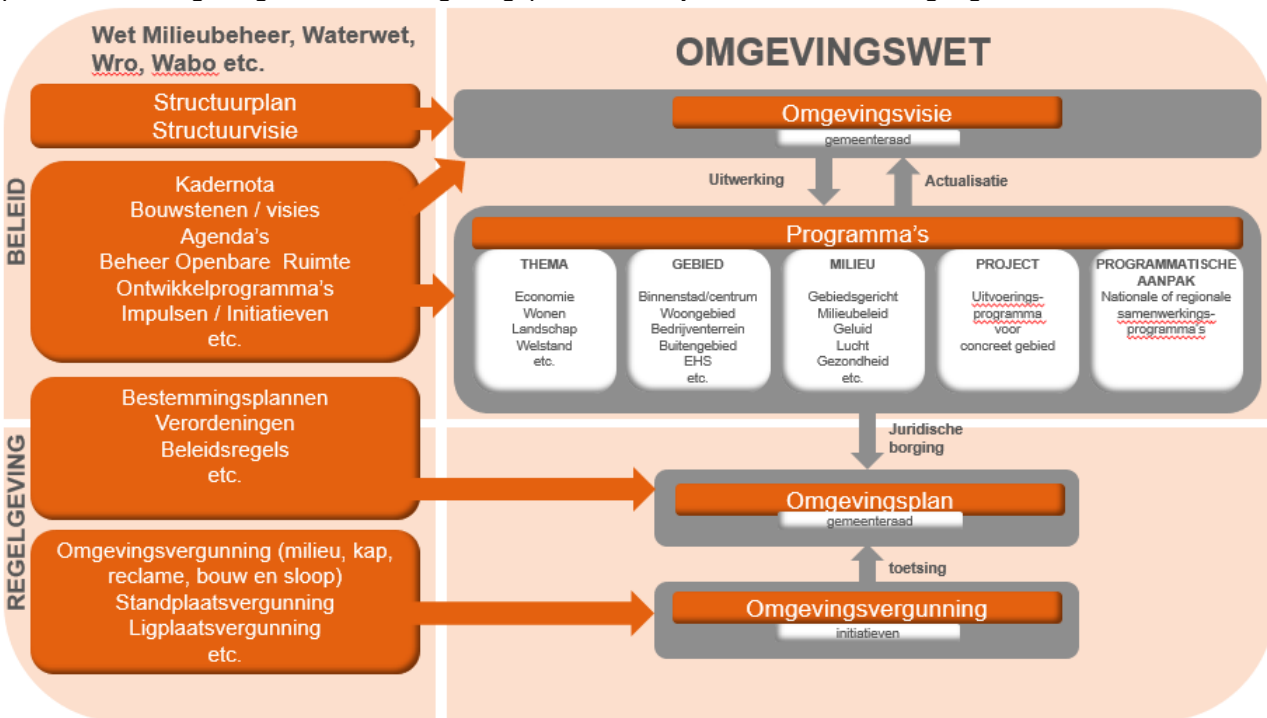 Wet Milieubeheer, Waterwet,
Wro, Wabo etc.
OMGEVINGSWET
BELEID
Structuurplan
Structuurvisie
Omgevingsvisie
gemeenteraad
Uitwerking
Actualisatie
Kadernota
Bouwstenen / visies
Agenda's
Beheer Openbare Ruimte
Ontwikkelprogramma's
Impulsen / Initiatieven
etc.
Programma's
THEMA
Economie
Wonen
Landschap
Welstand
etc.
GEBIED
Binnenstad/centrum
Woongebied
Bedrijventerrein
Buitengebied
EHS
etc.
MILIEU
Gebiedsgericht
Milieubeleid
Geluid
Lucht
Gezondheid
etc.
PROJECT
Uitvoerings-
programma
voor
concreet gebied
PROGRAMMATISCHE
AANPAK
Nationale of regionale
samenwerkings-
programma's
REGELGEVING
Bestemmingsplannen
Verordeningen
Beleidsregels
etc.
Juridische
borging
Omgevingsplan
gemeenteraad
toetsing
Omgevingsvergunning (milieu, kap,
reclame, bouw en sloop)
Standplaatsvergunning
Ligplaatsvergunning
etc.
Omgevingsvergunning
initiatieven